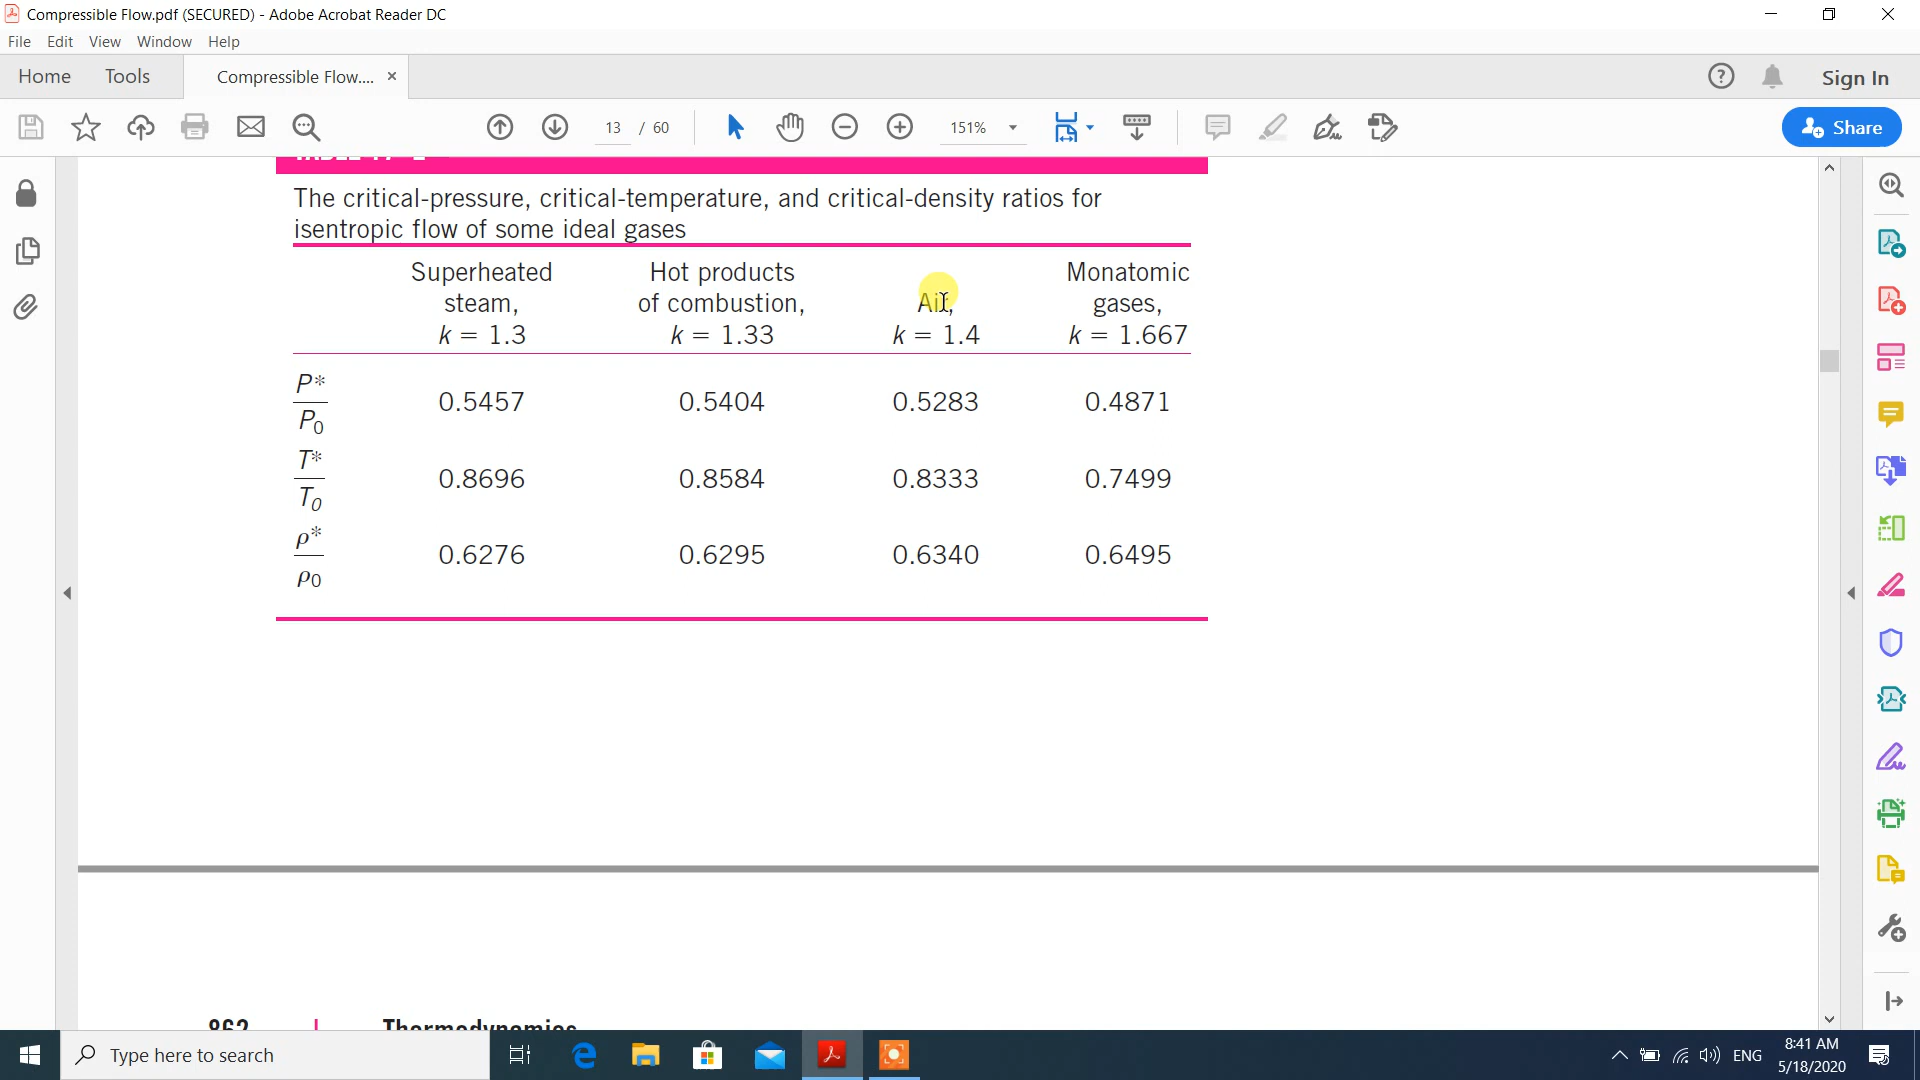 Compressible Flow.pdf (SECURED) - Adobe Acrobat Reader DC
File Edit View Window Help
Home Tools Compressible Flow.... ×
Sign In
13 / 60
151%
Share
The critical-pressure, critical-temperature, and critical-density ratios for
isentropic flow of some ideal gases
Superheated Hot products Monatomic
steam, of combustion, Air, gases,
k = 1.3 k = 1.33 k = 1.4 k = 1.667
P*/P0 0.5457 0.5404 0.5283 0.4871
T*/T0 0.8696 0.8584 0.8333 0.7499
ρ*/ρ0 0.6276 0.6295 0.6340 0.6495
862 Thermodynamics
Type here to search
ENG
8:41 AM
5/18/2020